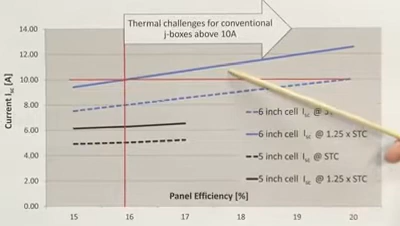 Thermal challenges for conventional
j-boxes above 10A
14.00
12.00
10.00
8.00
6.00
4.00
2.00
0.00
Current Isc [A]
6 inch cell Isc @
6 inch cell Isc @ 1.25 x STC
5 inch cell Isc @ STC
5 inch cell Isc @ 1.25 x STC
Panel Efficiency [%]
15 16 17 18 19 20